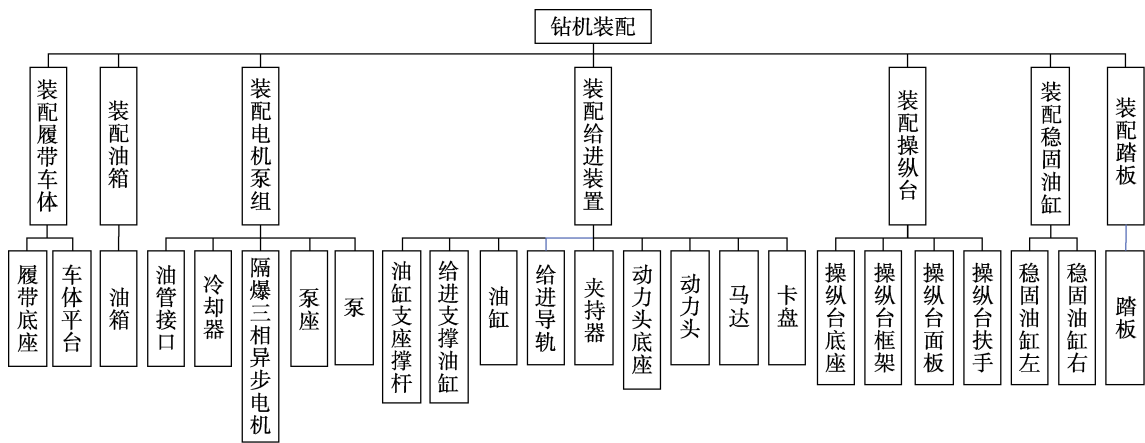 钻机装配
装配履带车体
装配油箱
装配电机泵组
装配给进装置
装配操纵台
装配稳固油缸
装配踏板
履带底座
车体平台
油箱
油管接口
冷却器
隔爆三相异步电机
泵座
泵
油缸支座撑杆
给进支撑油缸
油缸
给进导轨
夹持器
动力头底座
动力头
马达
卡盘
操纵台底座
操纵台框架
操纵台面板
操纵台扶手
稳固油缸左
稳固油缸右
踏板